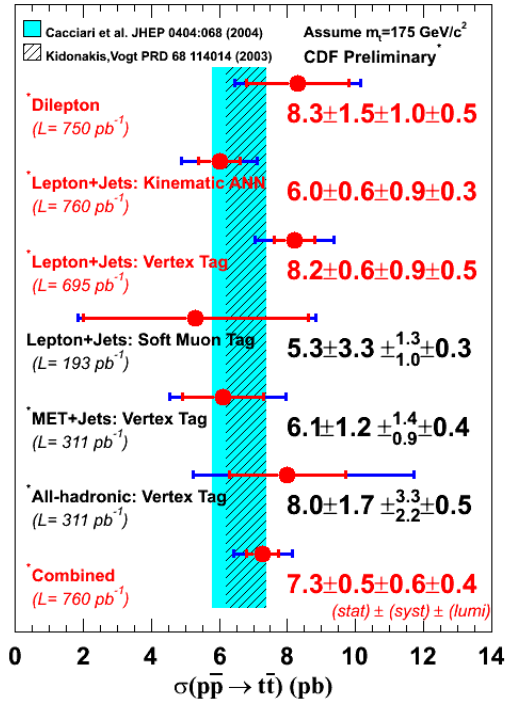 Cacciari et al. JHEP 0404:068 (2004)
Kidonakis,Vogt PRD 68 114014 (2003)
Assume mₜ=175 GeV/c²
CDF Preliminary*
*Dilepton
(L= 750 pb⁻¹)
8.3±1.5±1.0±0.5
*Lepton+Jets: Kinematic ANN
(L= 760 pb⁻¹)
6.0±0.6±0.9±0.3
*Lepton+Jets: Vertex Tag
(L= 695 pb⁻¹)
8.2±0.6±0.9±0.5
Lepton+Jets: Soft Muon Tag
(L= 193 pb⁻¹)
5.3±3.3 ±1.3 1.0±0.3
*MET+Jets: Vertex Tag
(L= 311 pb⁻¹)
6.1±1.2 ±1.4 0.9±0.4
*All-hadronic: Vertex Tag
(L= 311 pb⁻¹)
8.0±1.7 ±3.3 2.2±0.5
*Combined
(L= 760 pb⁻¹)
7.3±0.5±0.6±0.4
(stat) ± (syst) ± (lumi)
0 2 4 6 8 10 12 14
σ(pp̅ → tt̅) (pb)